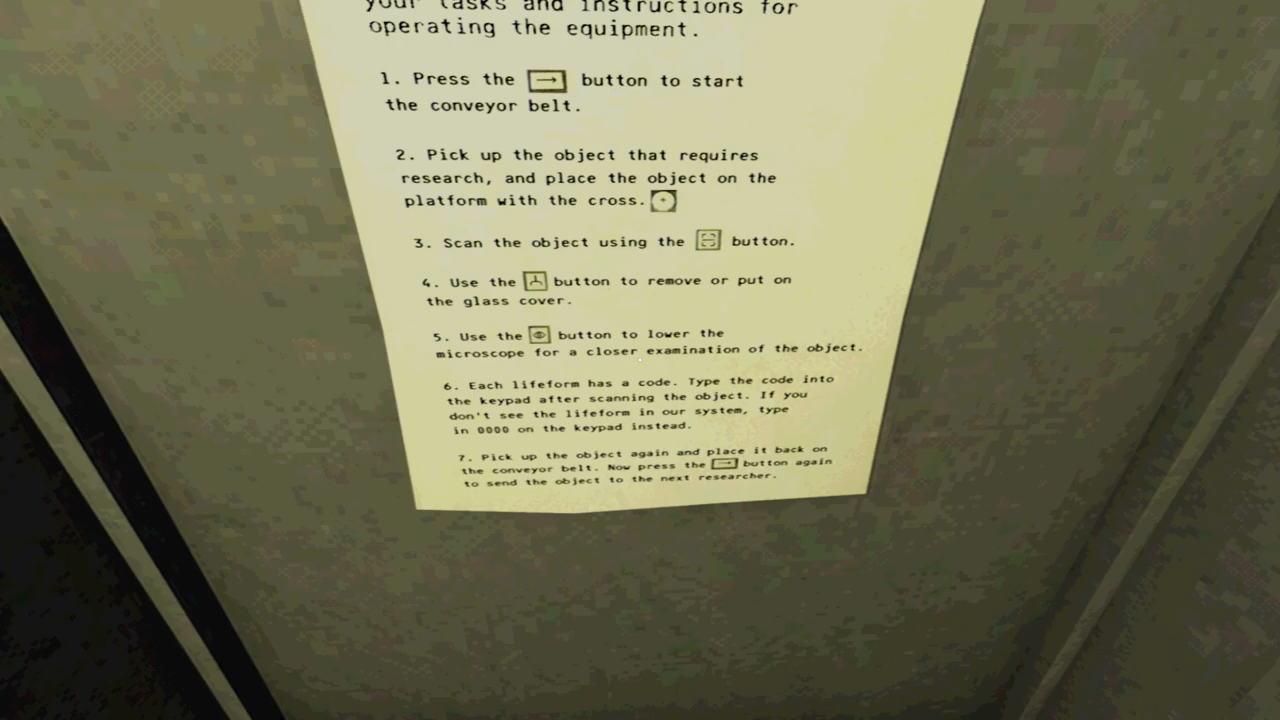 your tasks and instructions for
operating the equipment.
1. Press the → button to start
the conveyor belt.
2. Pick up the object that requires
research, and place the object on the
platform with the cross.
3. Scan the object using the button.
4. Use the button to remove or put on
the glass cover.
5. Use the button to lower the
microscope for a closer examination of the object.
6. Each lifeform has a code. Type the code into
the keypad after scanning the object. If you
don't see the lifeform in our system, type
in 0000 on the keypad instead.
7. Pick up the object again and place it back on
the conveyor belt. Now press the → button again
to send the object to the next researcher.